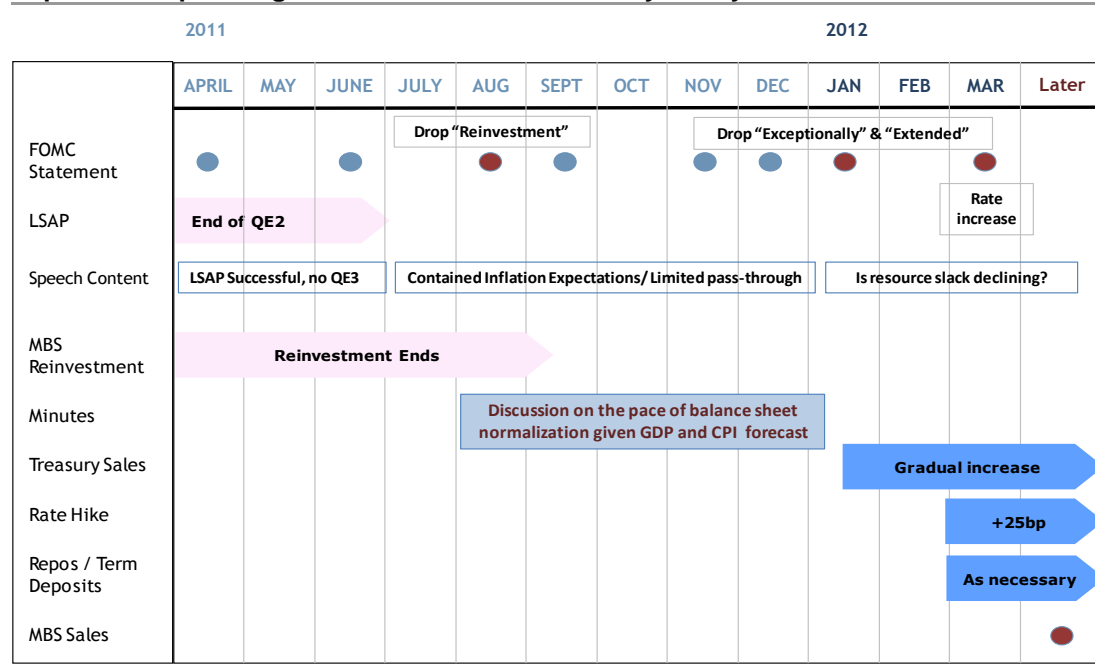 2011 2012
APRIL MAY JUNE JULY AUG SEPT OCT NOV DEC JAN FEB MAR Later
Drop “Reinvestment” Drop “Exceptionally” & “Extended”
FOMC
Statement
Rate
increase
LSAP End of QE2
Speech Content LSAP Successful, no QE3 Contained Inflation Expectations/ Limited pass-through Is resource slack declining?
MBS
Reinvestment
Reinvestment Ends
Minutes
Discussion on the pace of balance sheet
normalization given GDP and CPI forecast
Treasury Sales Gradual increase
Rate Hike +25bp
Repos / Term
Deposits
As necessary
MBS Sales